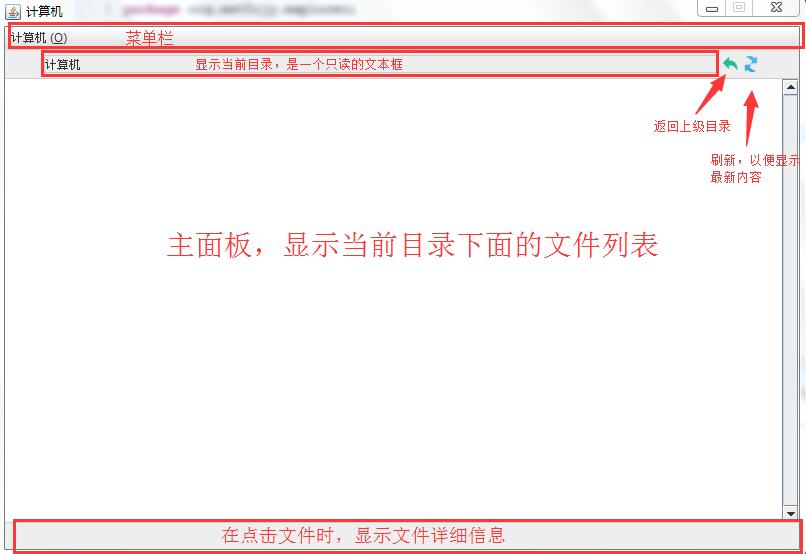 计算机
计算机 (O) 菜单栏
计算机 显示当前目录，是一个只读的文本框
返回上级目录
刷新，以便显示
最新内容
主面板，显示当前目录下面的文件列表
在点击文件时，显示文件详细信息